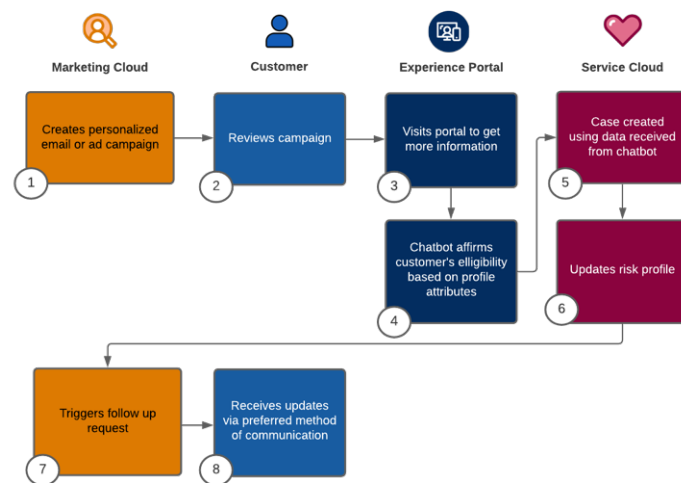 Marketing Cloud
Customer
Experience Portal
Service Cloud
Creates personalized
email or ad campaign
1
Reviews campaign
2
Visits portal to get
more information
3
Case created
using data received
from chatbot
5
Chatbot affirms
customer's elligibility
based on profile
attributes
4
Updates risk profile
6
Triggers follow up
request
7
Receives updates
via preferred method
of communication
8